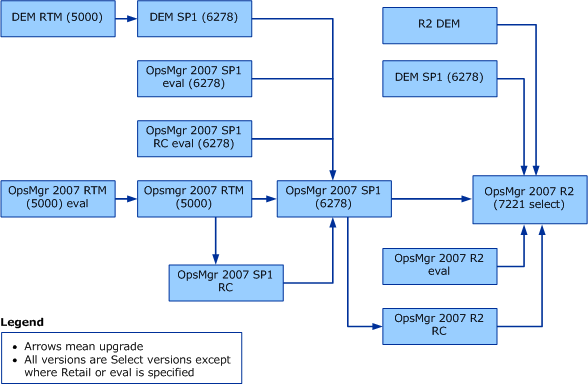 DEM RTM (5000)
DEM SP1 (6278)
R2 DEM
OpsMgr 2007 SP1
eval (6278)
DEM SP1 (6278)
OpsMgr 2007 SP1
RC eval (6278)
OpsMgr 2007 RTM
(5000) eval
Opsmgr 2007 RTM
(5000)
OpsMgr 2007 SP1
(6278)
OpsMgr 2007 R2
(7221 select)
OpsMgr 2007 SP1
RC
OpsMgr 2007 R2
eval
OpsMgr 2007 R2
RC
Legend
• Arrows mean upgrade
• All versions are Select versions except
where Retail or eval is specified